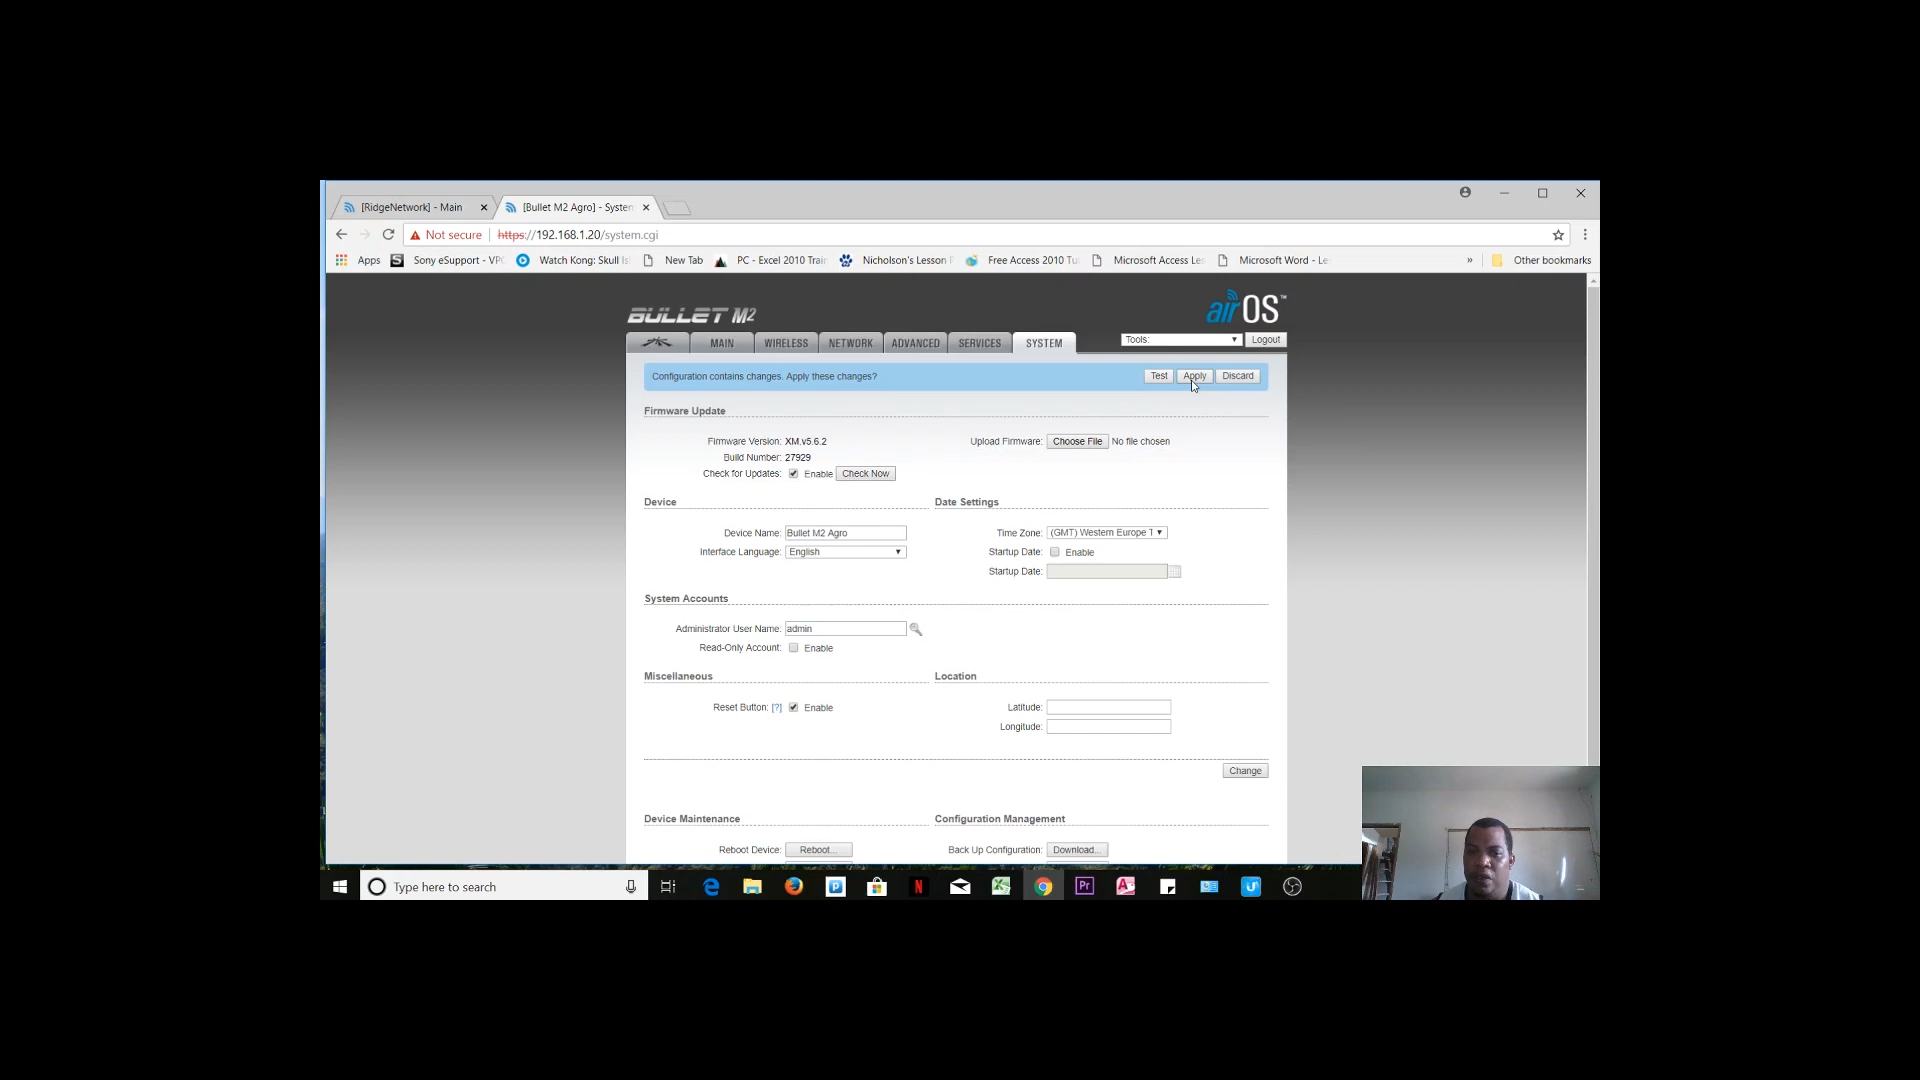 [RidgeNetwork] - Main
[Bullet M2 Agro] - System
Not secure
https://192.168.1.20/system.cgi
Apps
Sony eSupport - VPC
Watch Kong: Skull Is
New Tab
PC - Excel 2010 Train
Nicholson's Lesson P
Free Access 2010 Tu
Microsoft Access Les
Microsoft Word - Le
»
Other bookmarks
BULLET M2
airOS™
MAIN
WIRELESS
NETWORK
ADVANCED
SERVICES
SYSTEM
Tools:
Logout
Configuration contains changes. Apply these changes?
Test
Apply
Discard
Firmware Update
Firmware Version: XM.v5.6.2
Upload Firmware: Choose File No file chosen
Build Number: 27929
Check for Updates: Enable Check Now
Device
Date Settings
Device Name: Bullet M2 Agro
Time Zone: (GMT) Western Europe T
Interface Language: English
Startup Date: Enable
Startup Date:
System Accounts
Administrator User Name: admin
Read-Only Account: Enable
Miscellaneous
Location
Reset Button: [?] Enable
Latitude:
Longitude:
Change
Device Maintenance
Configuration Management
Reboot Device: Reboot...
Back Up Configuration: Download...
Type here to search